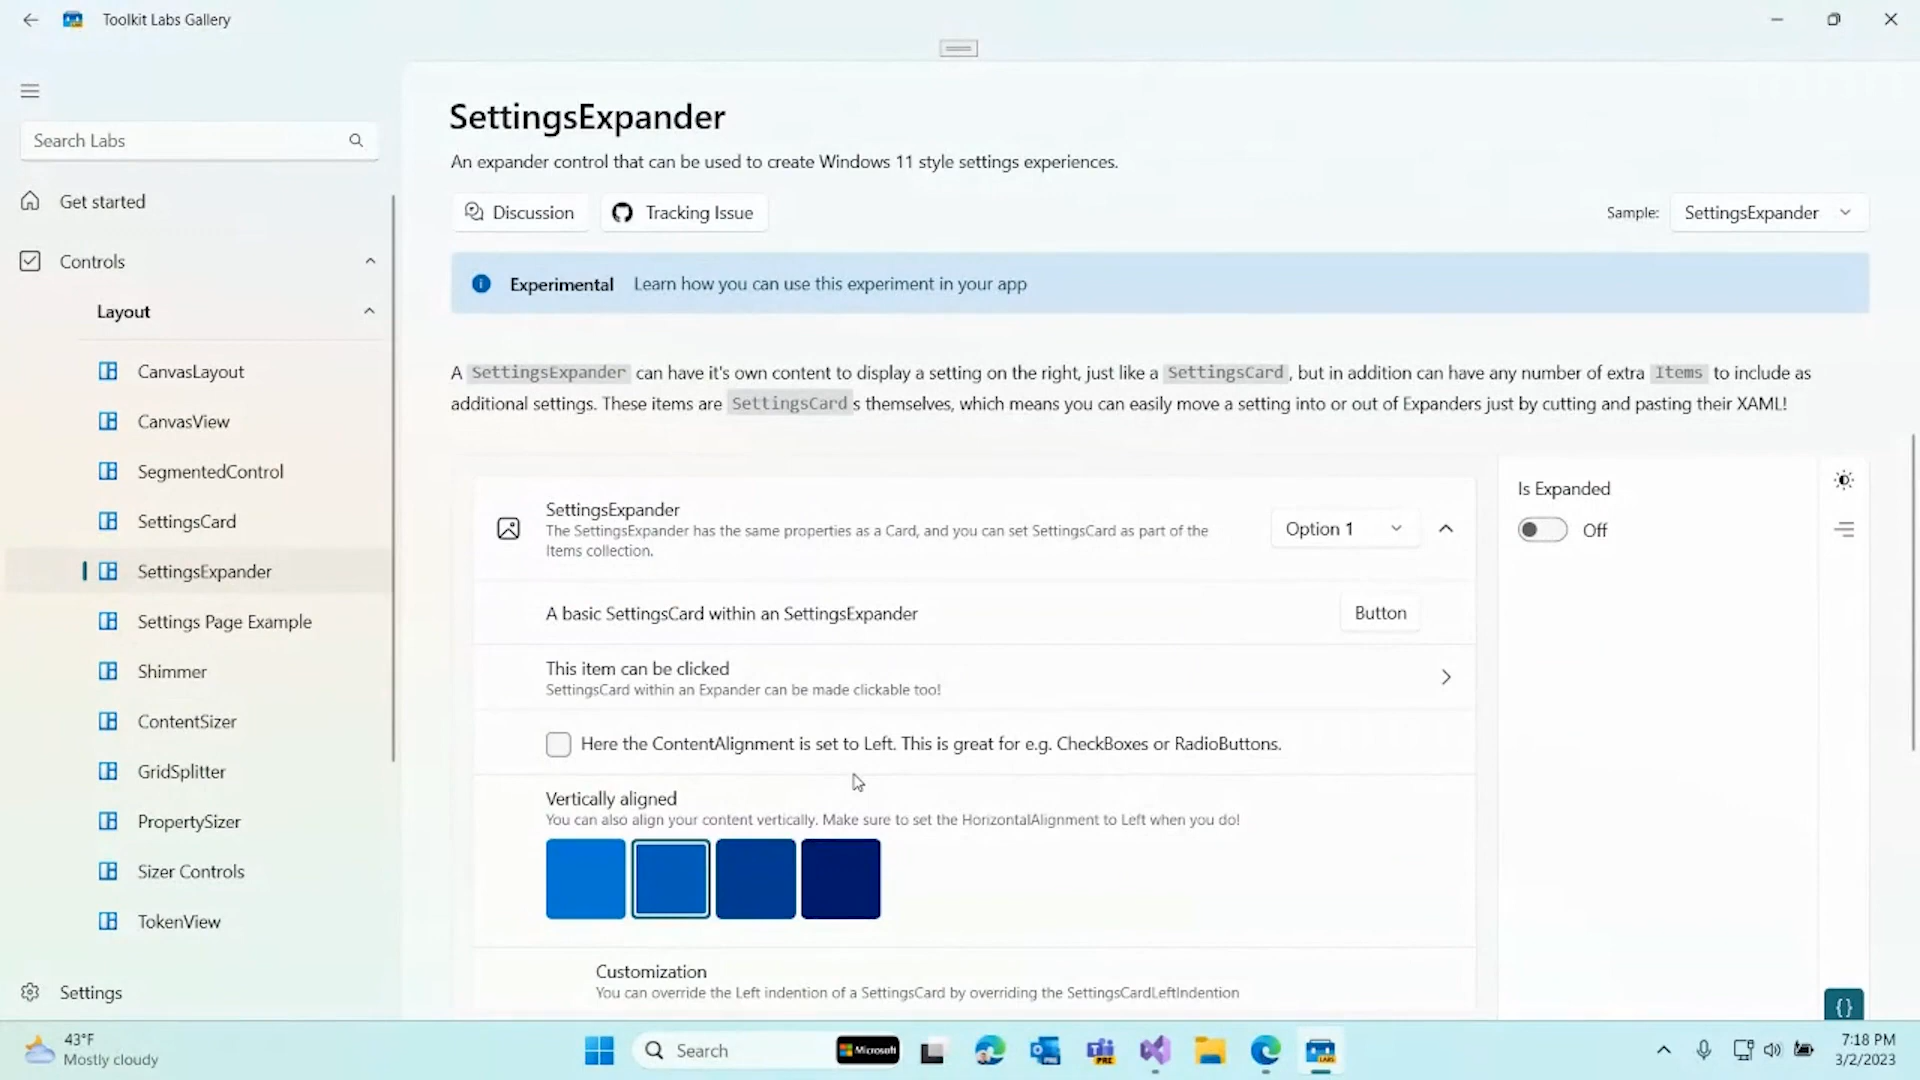 Toolkit Labs Gallery
Search Labs
Get started
Controls
Layout
CanvasLayout
CanvasView
SegmentedControl
SettingsCard
SettingsExpander
Settings Page Example
Shimmer
ContentSizer
GridSplitter
PropertySizer
Sizer Controls
TokenView
Settings
SettingsExpander
An expander control that can be used to create Windows 11 style settings experiences.
Discussion
Tracking Issue
Sample:
SettingsExpander
Experimental Learn how you can use this experiment in your app
A SettingsExpander can have it's own content to display a setting on the right, just like a SettingsCard, but in addition can have any number of extra Items to include as
additional settings. These items are SettingsCard s themselves, which means you can easily move a setting into or out of Expanders just by cutting and pasting their XAML!
SettingsExpander
The SettingsExpander has the same properties as a Card, and you can set SettingsCard as part of the
Items collection.
Option 1
A basic SettingsCard within an SettingsExpander
Button
This item can be clicked
SettingsCard within an Expander can be made clickable too!
Here the ContentAlignment is set to Left. This is great for e.g. CheckBoxes or RadioButtons.
Vertically aligned
You can also align your content vertically. Make sure to set the HorizontalAlignment to Left when you do!
Customization
You can override the Left indention of a SettingsCard by overriding the SettingsCardLeftIndention
Is Expanded
Off
{}
43°F
Mostly cloudy
Search
Microsoft
PRE
LABS
7:18 PM
3/2/2023